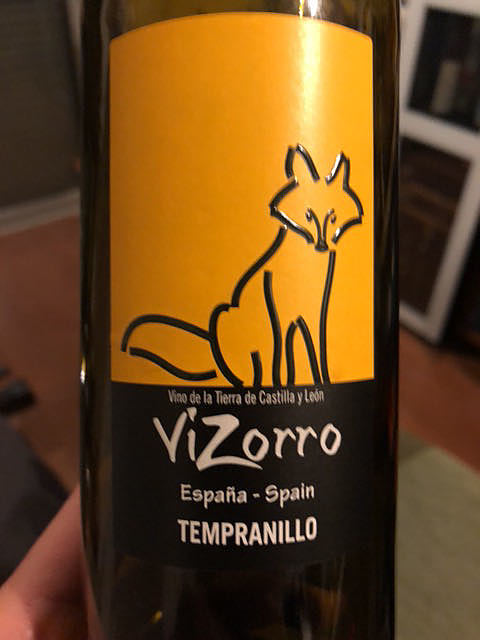 Vino de la Tierra de Castilla y León
ViZorro
España - Spain
TEMPRANILLO